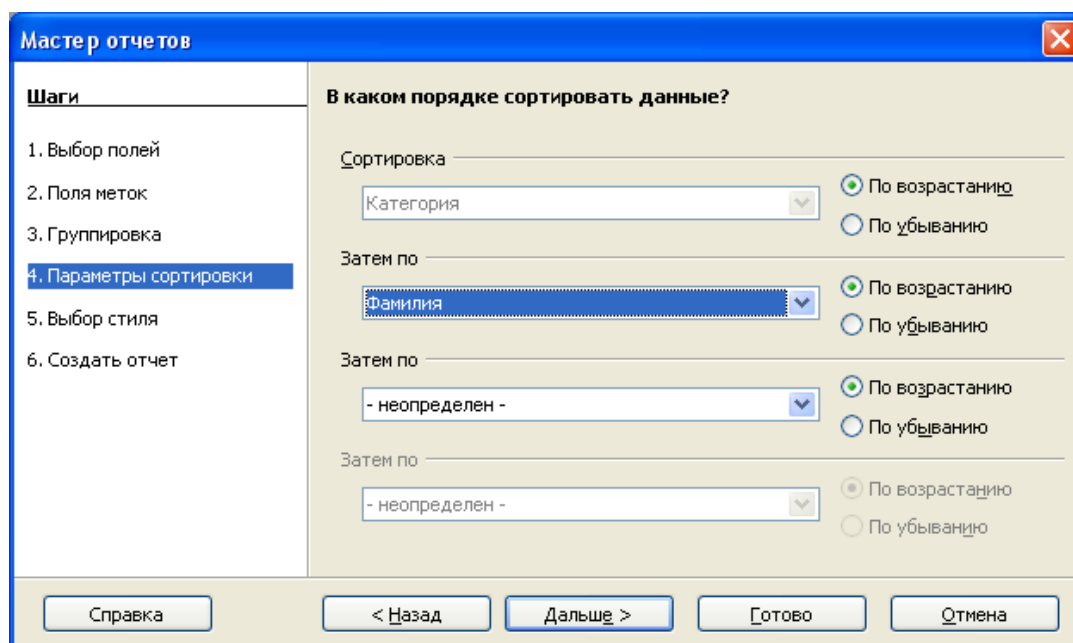 Мастер отчетов
Шаги
1. Выбор полей
2. Поля меток
3. Группировка
4. Параметры сортировки
5. Выбор стиля
6. Создать отчет
В каком порядке сортировать данные?
Сортировка
Категория
По возрастанию
По убыванию
Затем по
Фамилия
По возрастанию
По убыванию
Затем по
- неопределен -
По возрастанию
По убыванию
Затем по
- неопределен -
По возрастанию
По убыванию
Справка
< Назад
Дальше >
Готово
Отмена